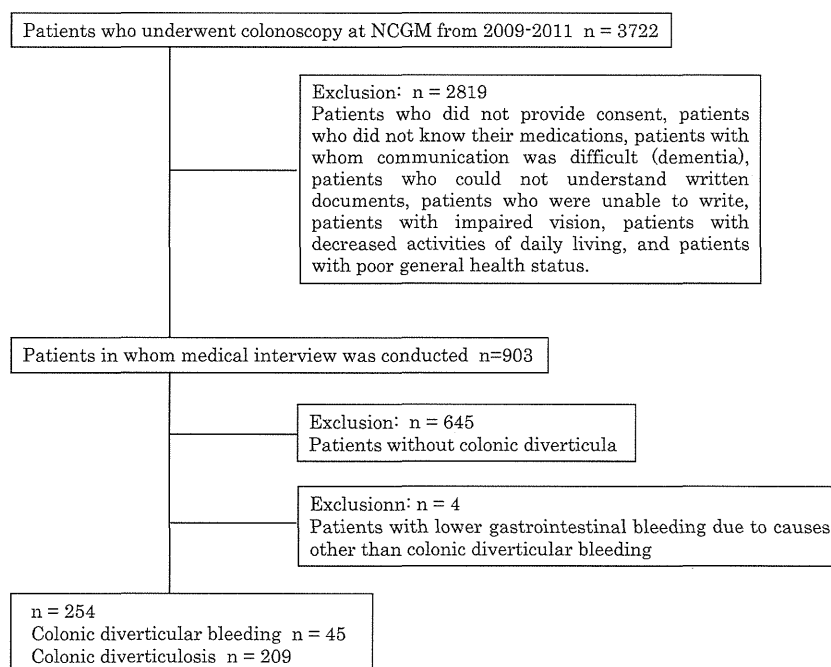 Patients who underwent colonoscopy at NCGM from 2009-2011 n = 3722
Exclusion: n = 2819
Patients who did not provide consent, patients
who did not know their medications, patients with
whom communication was difficult (dementia),
patients who could not understand written
documents, patients who were unable to write,
patients with impaired vision, patients with
decreased activities of daily living, and patients
with poor general health status.
Patients in whom medical interview was conducted n=903
Exclusion: n = 645
Patients without colonic diverticula
Exclusionn: n = 4
Patients with lower gastrointestinal bleeding due to causes
other than colonic diverticular bleeding
n = 254
Colonic diverticular bleeding n = 45
Colonic diverticulosis n = 209